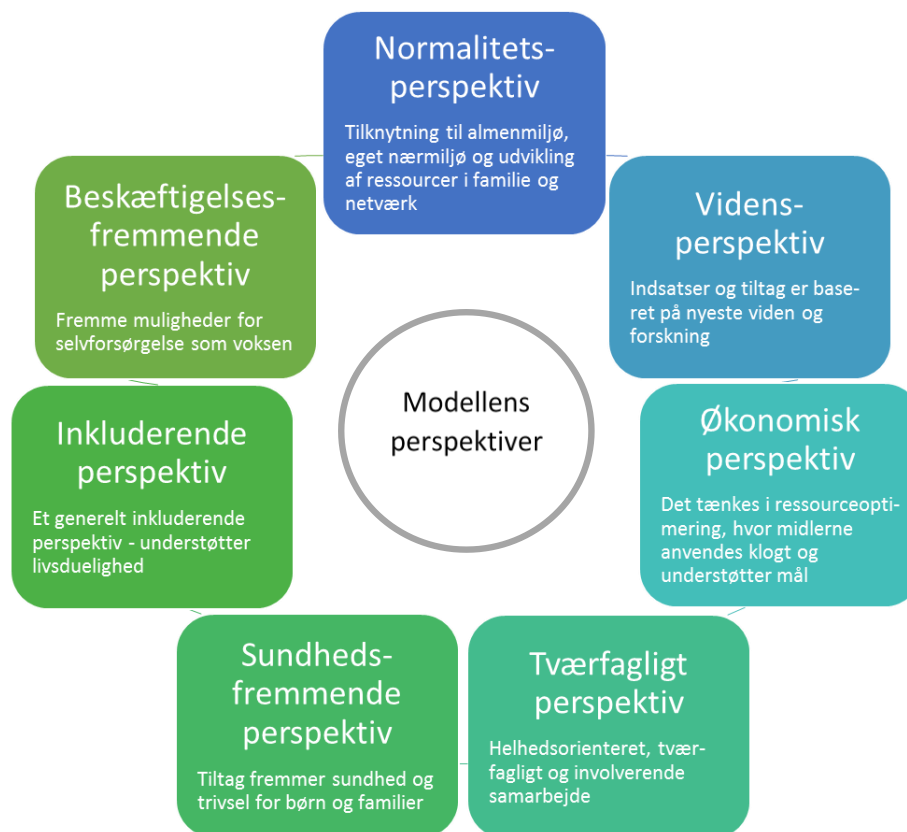 Normalitets-
perspektiv
Tilknytning til almenmiljø,
eget nærmiljø og udvikling
af ressourcer i familie og
netværk
Videns-
perspektiv
Indsatser og tiltag er base-
ret på nyeste viden og
forskning
Økonomisk
perspektiv
Det tænkes i ressourceopti-
mering, hvor midlerne
anvendes klogt og
understøtter mål
Tværfagligt
perspektiv
Helhedsorienteret, tvær-
fagligt og involverende
samarbejde
Sundheds-
fremmende
perspektiv
Tiltag fremmer sundhed og
trivsel for børn og familier
Inkluderende
perspektiv
Et generelt inkluderende
perspektiv - understøtter
livsduelighed
Beskæftigelses-
fremmende
perspektiv
Fremme muligheder for
selvforsørgelse som voksen
Modellens
perspektiver